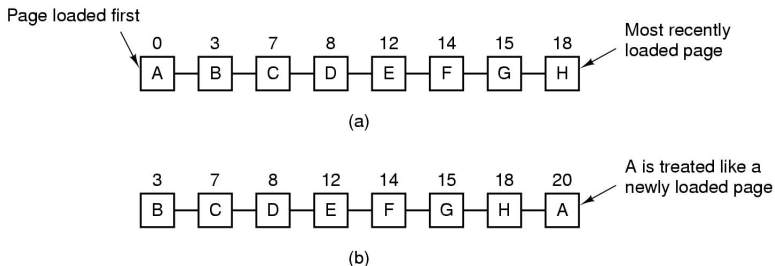 Page loaded first
0 3 7 8 12 14 15 18
A B C D E F G H
Most recently
loaded page
(a)
3 7 8 12 14 15 18 20
B C D E F G H A
A is treated like a
newly loaded page
(b)